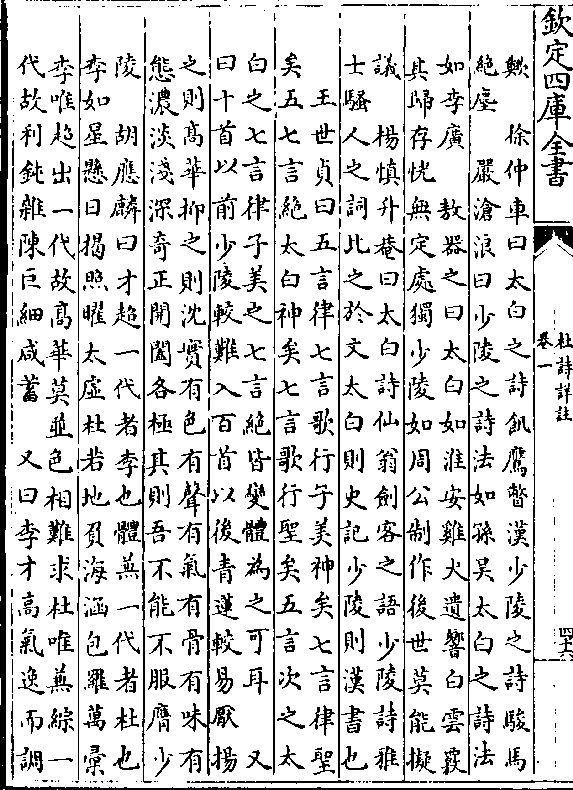 欽定四庫全書
杜詩詳註
卷一
四十六
歟　徐仲車曰太白之詩飢鷹瞥漢少陵之詩駿馬
絶塵　嚴滄浪曰少陵之詩法如孫吴太白之詩法
如李廣　敖器之曰太白如淮安雞犬遺響白雲覈
其歸存恍無定處獨少陵如周公制作後世莫能擬
議　楊慎升菴曰太白詩仙翁劍客之語少陵詩雅
士騷人之詞比之於文太白則史記少陵則漢書也
王世貞曰五言律七言歌行子美神矣七言律聖
矣五七言絶太白神矣七言歌行聖矣五言次之太
白之七言律子美之七言絶皆變體為之可耳　又
曰十首以前少陵較難入百首以後青蓮較易厭揚
之則高華抑之則沈實有色有聲有氣有骨有味有
態濃淡淺深奇正開闔各極其則吾不能不服膺少
陵　胡應麟曰才超一代者李也體兼一代者杜也
李如星懸日揭照耀太虛杜若地負海涵包羅萬彙
李唯超出一代故高華莫並色相難求杜唯兼綜一
代故利鈍雜陳巨細咸蓄　又曰李才高氣逸而調